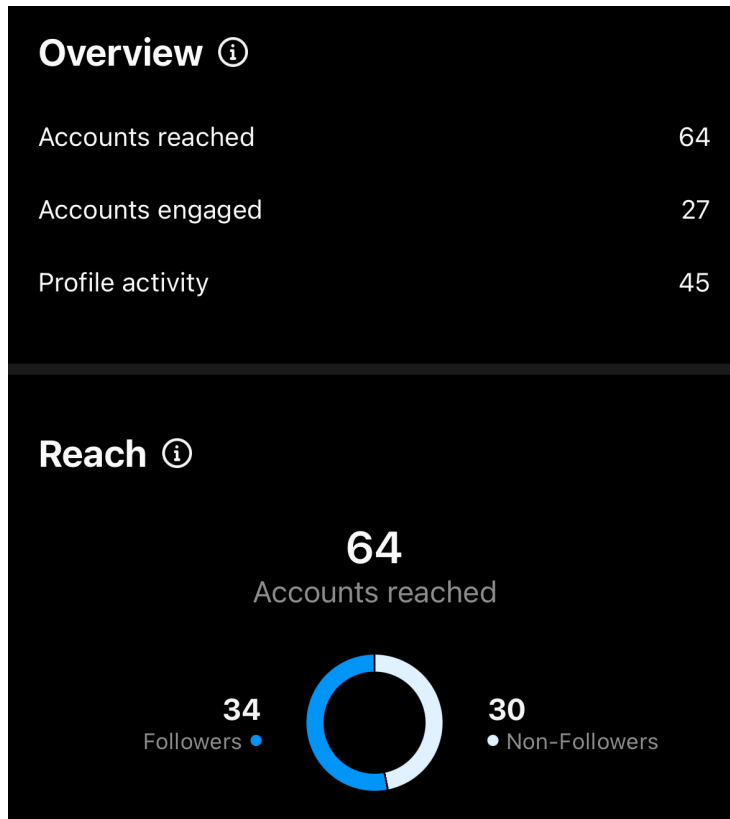 Overview
Accounts reached 64
Accounts engaged 27
Profile activity 45
Reach
64
Accounts reached
34
Followers
30
Non-Followers